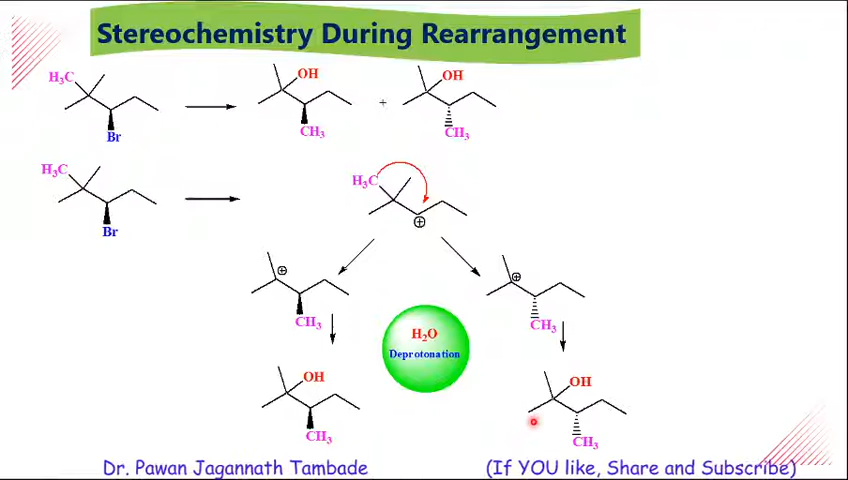 Stereochemistry During Rearrangement
H₃C
Br
OH
CH₃
+
OH
CH₃
H₃C
Br
H₃C
⊕
⊕
CH₃
⊕
CH₃
H₂O
Deprotonation
OH
CH₃
OH
CH₃
Dr. Pawan Jagannath Tambade
(If YOU like, Share and Subscribe)